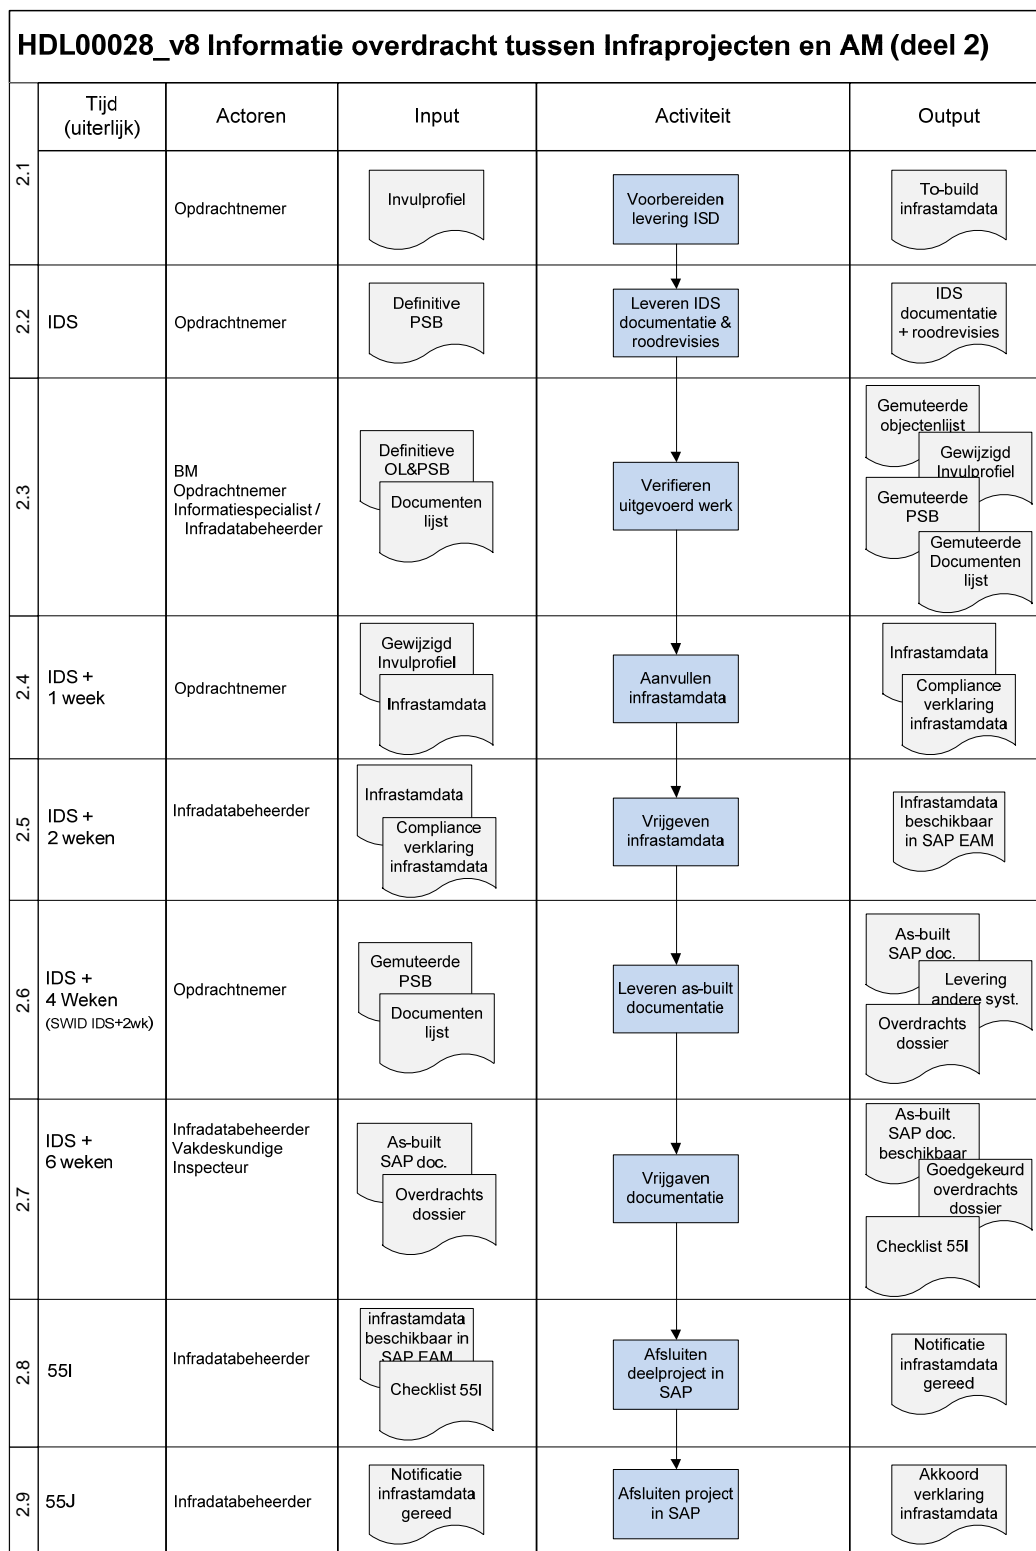 HDL00028_v8 Informatie overdracht tussen Infraprojecten en AM (deel 2)
Tijd
(uiterlijk)
Actoren
Input
Activiteit
Output
2.1
Opdrachtnemer
Invulprofiel
Voorbereiden
levering ISD
To-build
infrastamdata
2.2
IDS
Opdrachtnemer
Definitive
PSB
Leveren IDS
documentatie &
roodrevisies
IDS
documentatie
+ roodrevisies
2.3
BM
Opdrachtnemer
Informatiespecialist /
Infradatabeheerder
Definitieve
OL&PSB
Documenten
lijst
Verifieren
uitgevoerd werk
Gemuteerde
objectenlijst
Gewijzigd
Invulprofiel
Gemuteerde
PSB
Gemuteerde
Documenten
lijst
2.4
IDS +
1 week
Opdrachtnemer
Gewijzigd
Invulprofiel
Infrastamdata
Aanvullen
infrastamdata
Infrastamdata
Compliance
verklaring
infrastamdata
2.5
IDS +
2 weken
Infradatabeheerder
Infrastamdata
Compliance
verklaring
infrastamdata
Vrijgeven
infrastamdata
Infrastamdata
beschikbaar
in SAP EAM
2.6
IDS +
4 Weken
(SWID IDS+2wk)
Opdrachtnemer
Gemuteerde
PSB
Documenten
lijst
Leveren as-built
documentatie
As-built
SAP doc.
Levering
andere syst.
Overdrachts
dossier
2.7
IDS +
6 weken
Infradatabeheerder
Vakdeskundige
Inspecteur
As-built
SAP doc.
Overdrachts
dossier
Vrijgaven
documentatie
As-built
SAP doc.
beschikbaar
Goedgekeurd
overdrachts
dossier
Checklist 55I
2.8
55I
Infradatabeheerder
infrastamdata
beschikbaar in
SAP EAM
Checklist 55I
Afsluiten
deelproject in
SAP
Notificatie
infrastamdata
gereed
2.9
55J
Infradatabeheerder
Notificatie
infrastamdata
gereed
Afsluiten project
in SAP
Akkoord
verklaring
infrastamdata